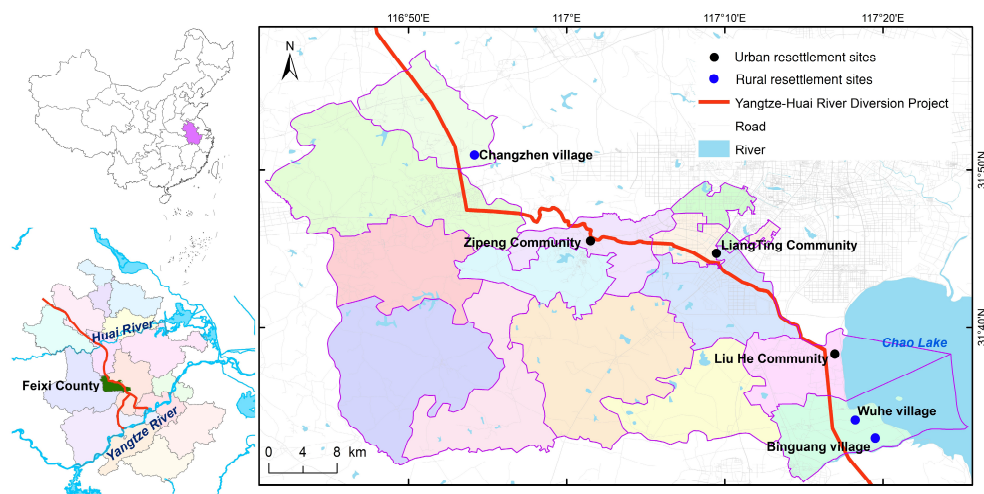 116°50'E
117°0'E
117°10'E
117°20'E
N
Urban resettlement sites
Rural resettlement sites
Yangtze-Huai River Diversion Project
Road
River
31°50'N
31°40'N
Changzhen village
Zipeng Community
LiangTing Community
Liu He Community
Chao Lake
Wuhe village
Binguang village
0 4 8 km
Huai River
Feixi County
Yangtze River